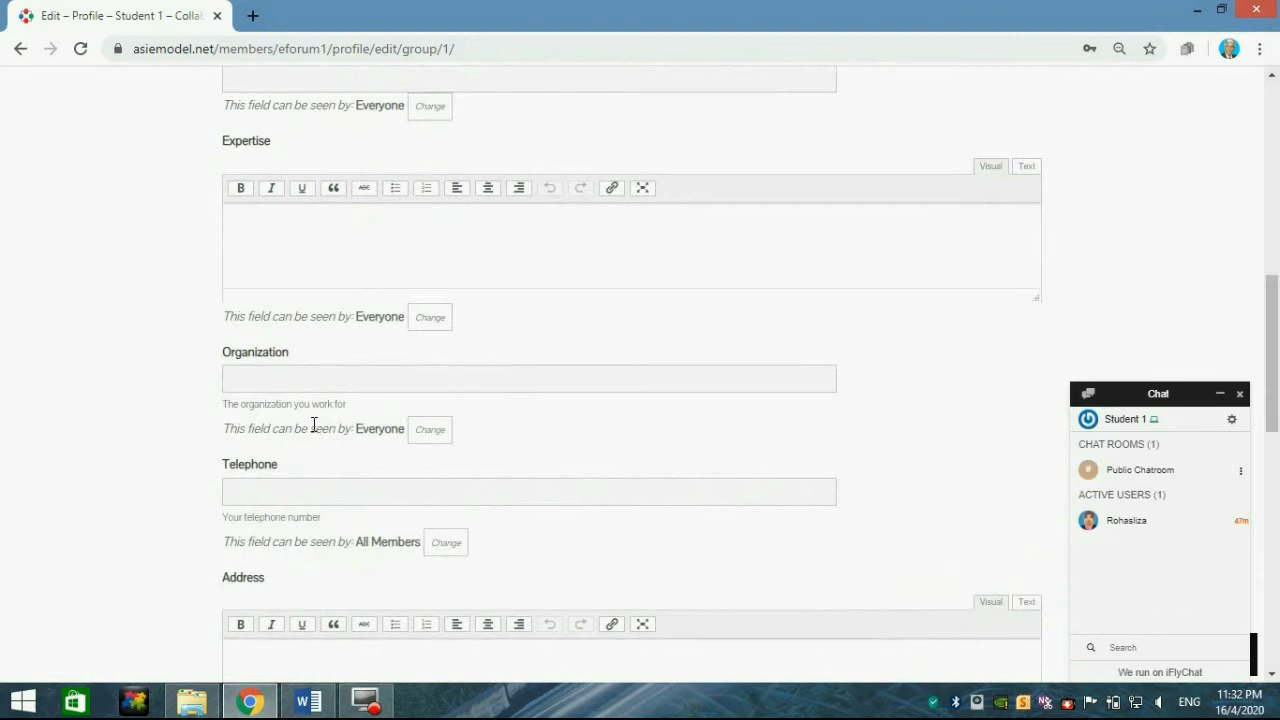 Edit – Profile – Student 1 – Colla
asiemodel.net/members/eforum1/profile/edit/group/1/
This field can be seen by: Everyone Change
Expertise
Visual Text
B I U ABC
This field can be seen by: Everyone Change
Organization
The organization you work for
This field can be seen by: Everyone Change
Telephone
Your telephone number
This field can be seen by: All Members Change
Address
Visual Text
B I U ABC
Chat
Student 1
CHAT ROOMS (1)
# Public Chatroom
ACTIVE USERS (1)
Rohasliza 47m
Search
We run on iFlyChat
ENG
11:32 PM
16/4/2020